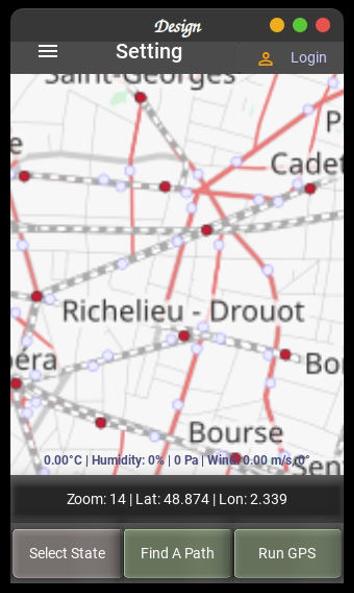 Design
Setting
Login
Saint-Georges
P
e
Cadet
Richelieu - Drouot
éra
Bo
Bourse
0.00°C | Humidity: 0% | 0 Pa | Wind: 0.00 m/s, 0°
Sen
Zoom: 14 | Lat: 48.874 | Lon: 2.339
Select State
Find A Path
Run GPS